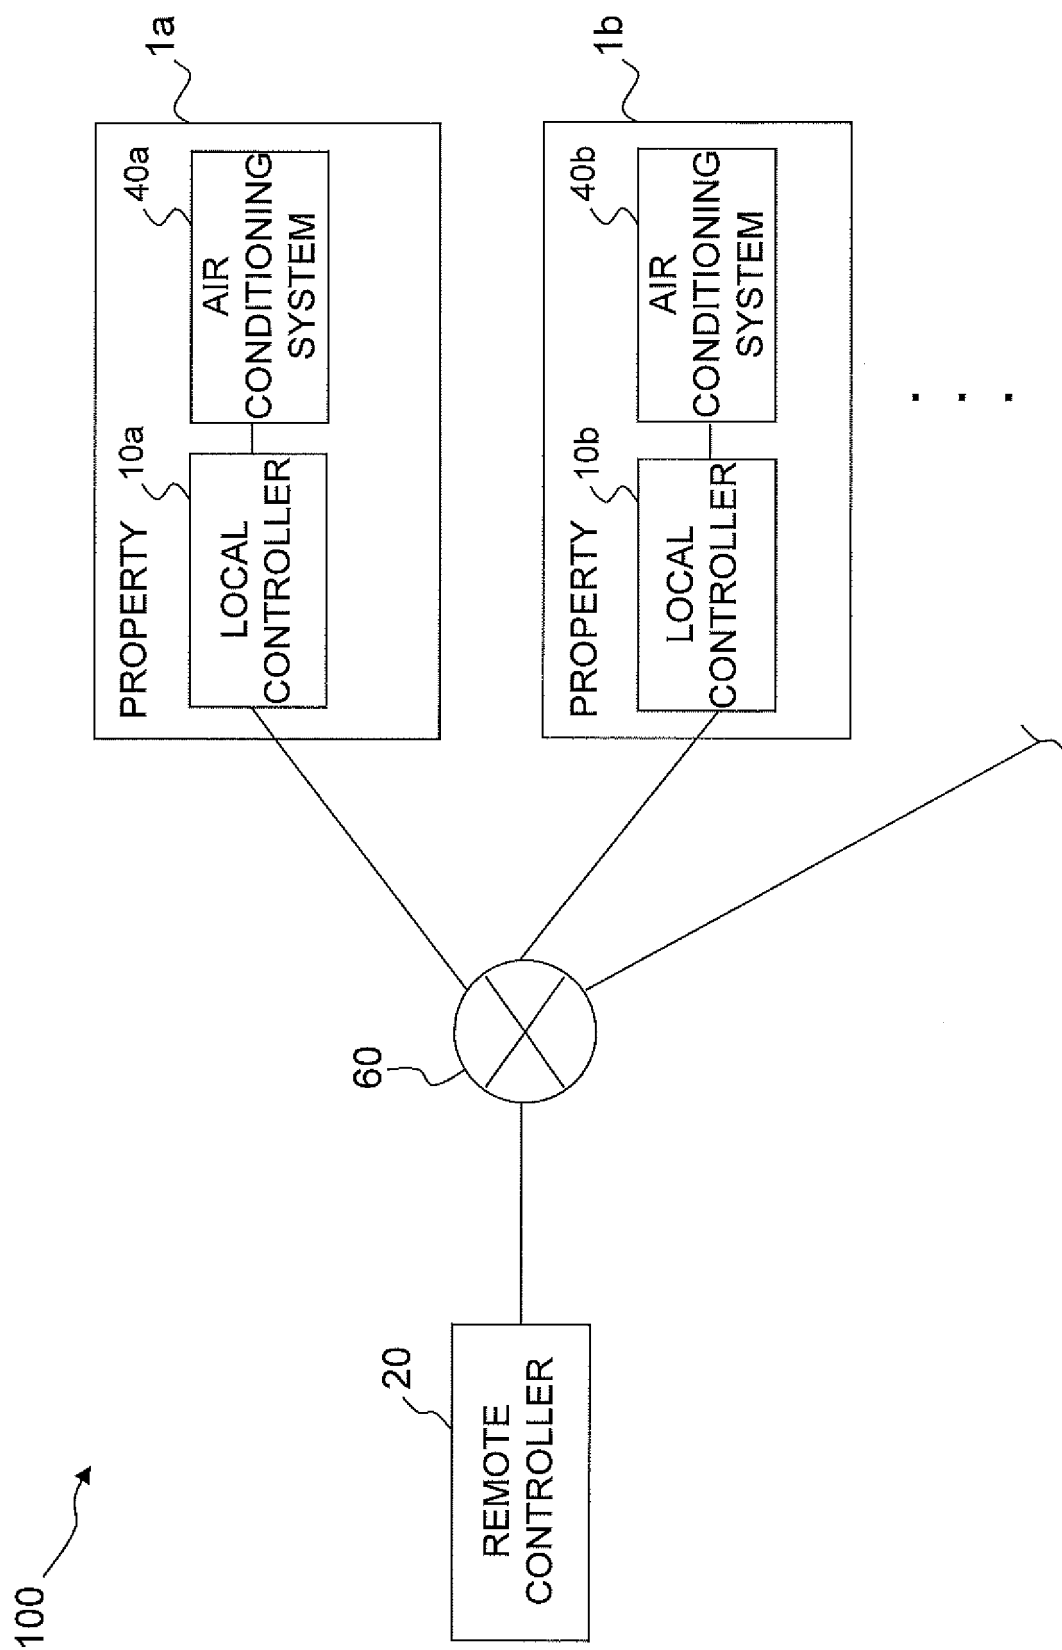 100
REMOTE
CONTROLLER
20
60
PROPERTY
10a
LOCAL
CONTROLLER
40a
AIR
CONDITIONING
SYSTEM
1a
PROPERTY
10b
LOCAL
CONTROLLER
40b
AIR
CONDITIONING
SYSTEM
1b
. . .